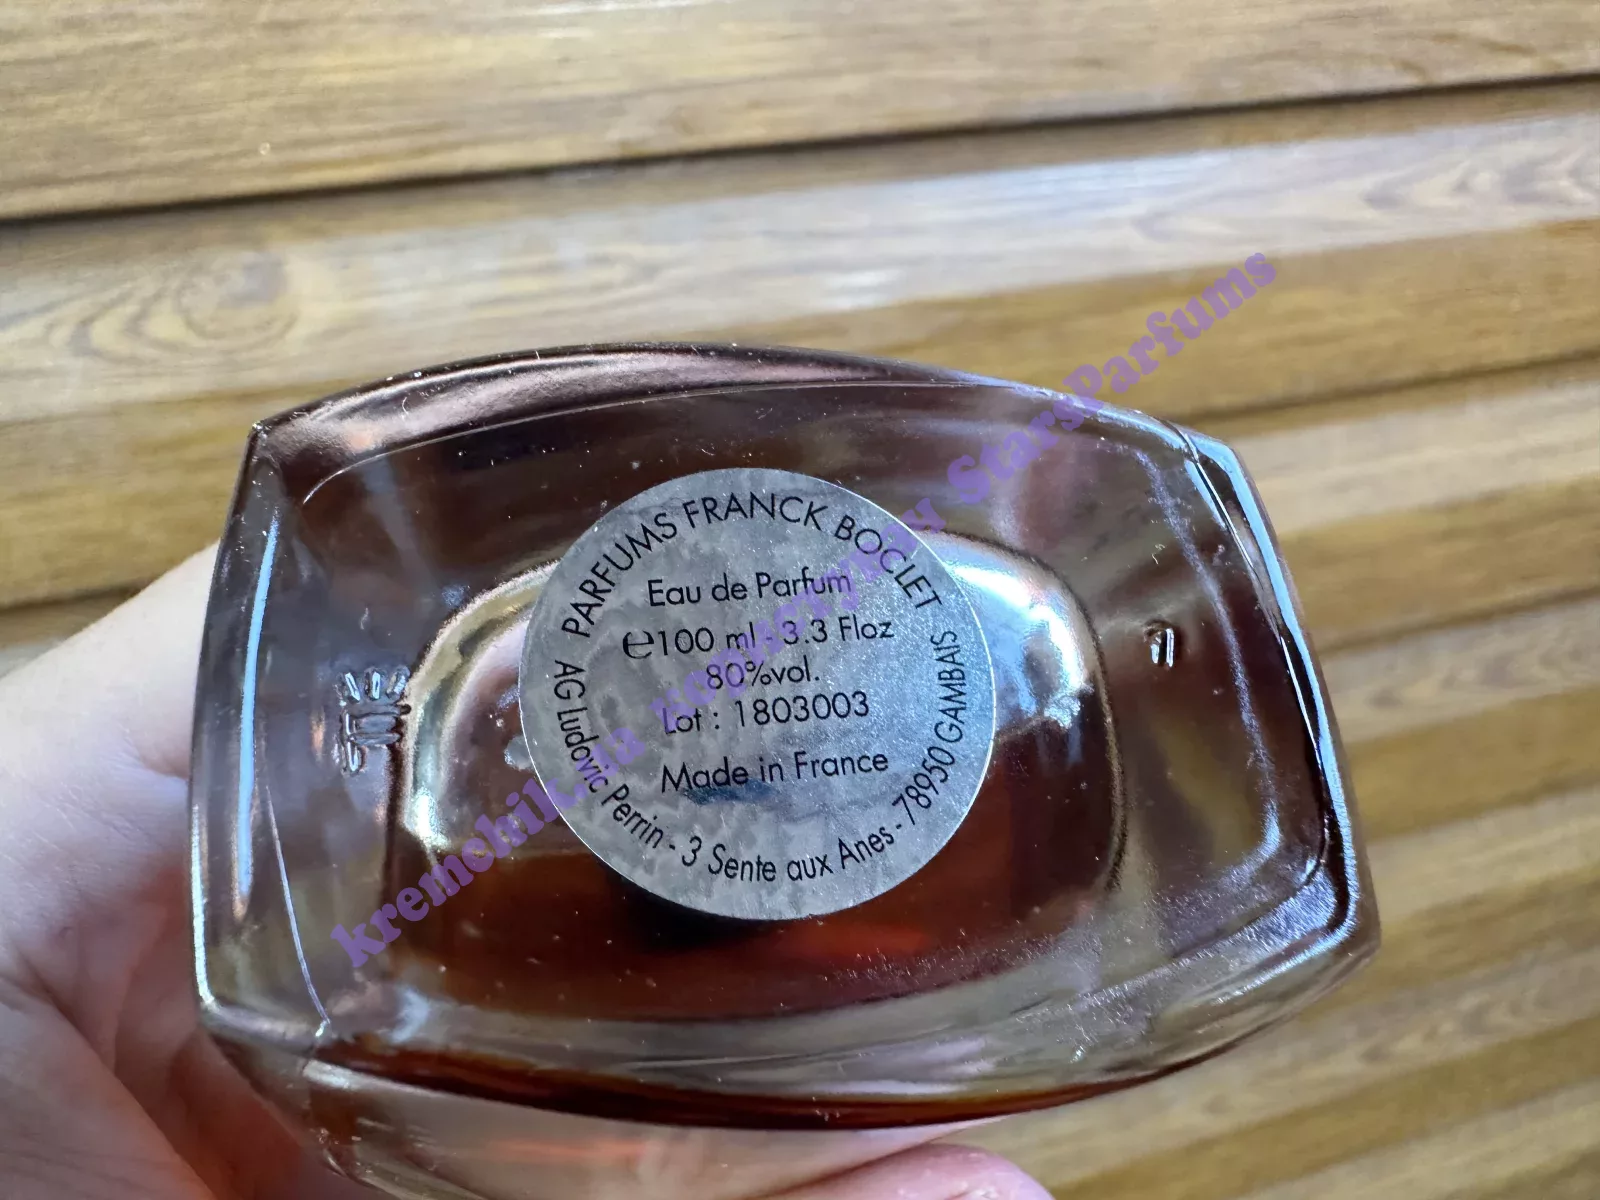 PARFUMS FRANCK BOCLET
Eau de Parfum
℮100 ml - 3.3 Floz
80%vol.
Lot : 1803003
Made in France
AG Ludovic Perrin - 3 Sente aux Anes - 78950 GAMBAIS
kremchik.ua StarsParfums